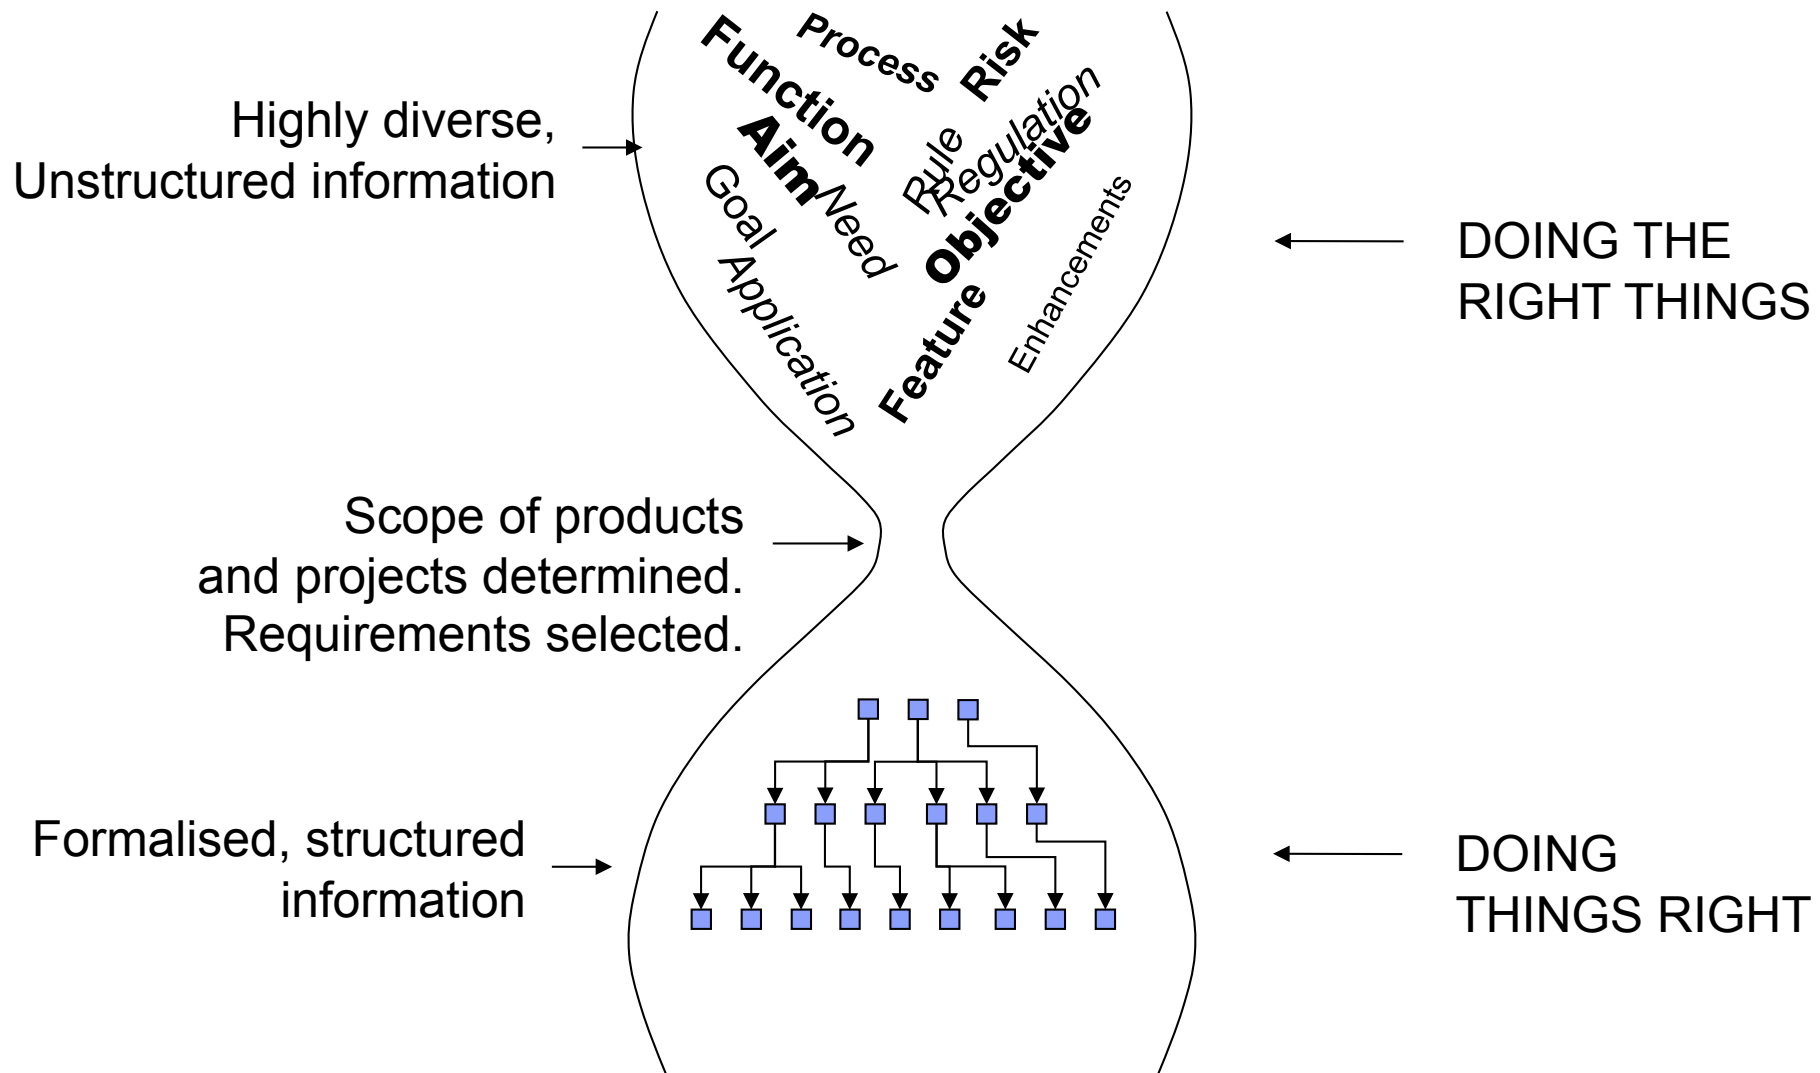 Process
Risk
Function
Regulation
Highly diverse,
Unstructured information
Aim
Rule
Objective
Goal
Need
Enhancements
Application
Feature
DOING THE
RIGHT THINGS
Scope of products
and projects determined.
Requirements selected.
Formalised, structured
information
DOING
THINGS RIGHT